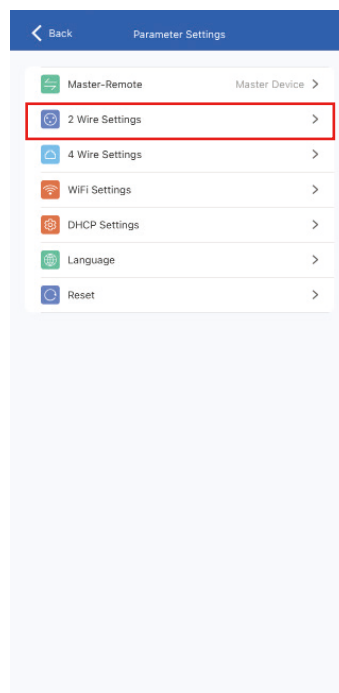 Back Parameter Settings
Master-Remote Master Device
2 Wire Settings
4 Wire Settings
WiFi Settings
DHCP Settings
Language
Reset